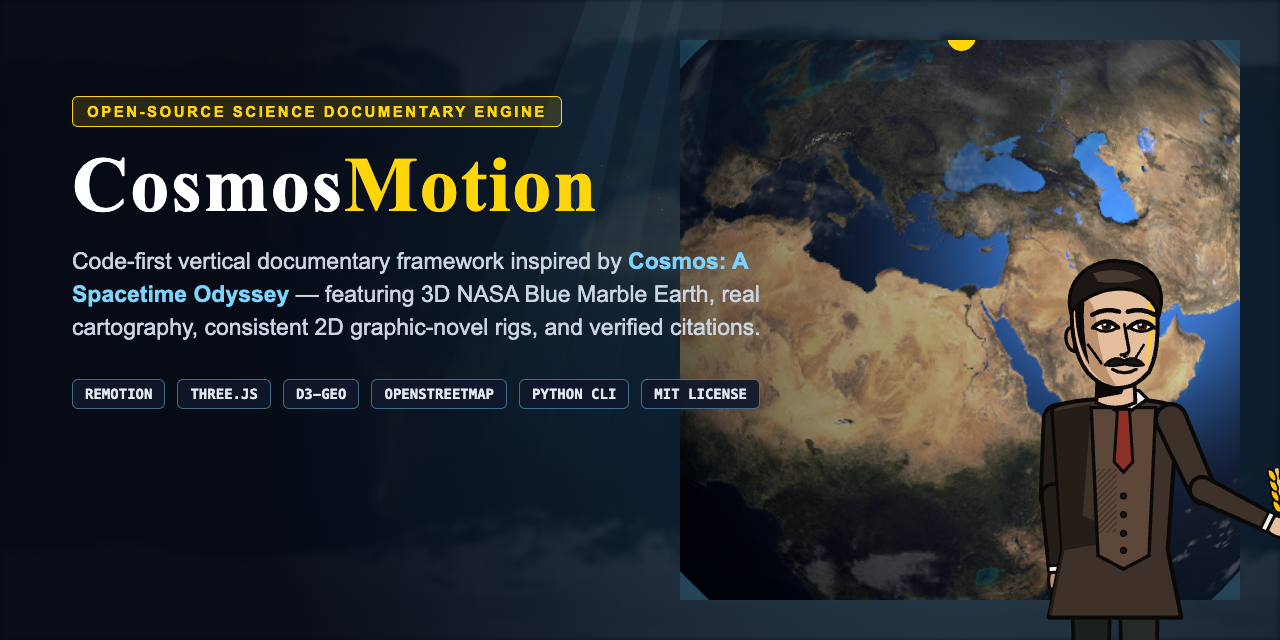 OPEN-SOURCE SCIENCE DOCUMENTARY ENGINE
CosmosMotion
Code-first vertical documentary framework inspired by Cosmos: A
Spacetime Odyssey — featuring 3D NASA Blue Marble Earth, real
cartography, consistent 2D graphic-novel rigs, and verified citations.
REMOTION THREE.JS D3-GEO OPENSTREETMAP PYTHON CLI MIT LICENSE